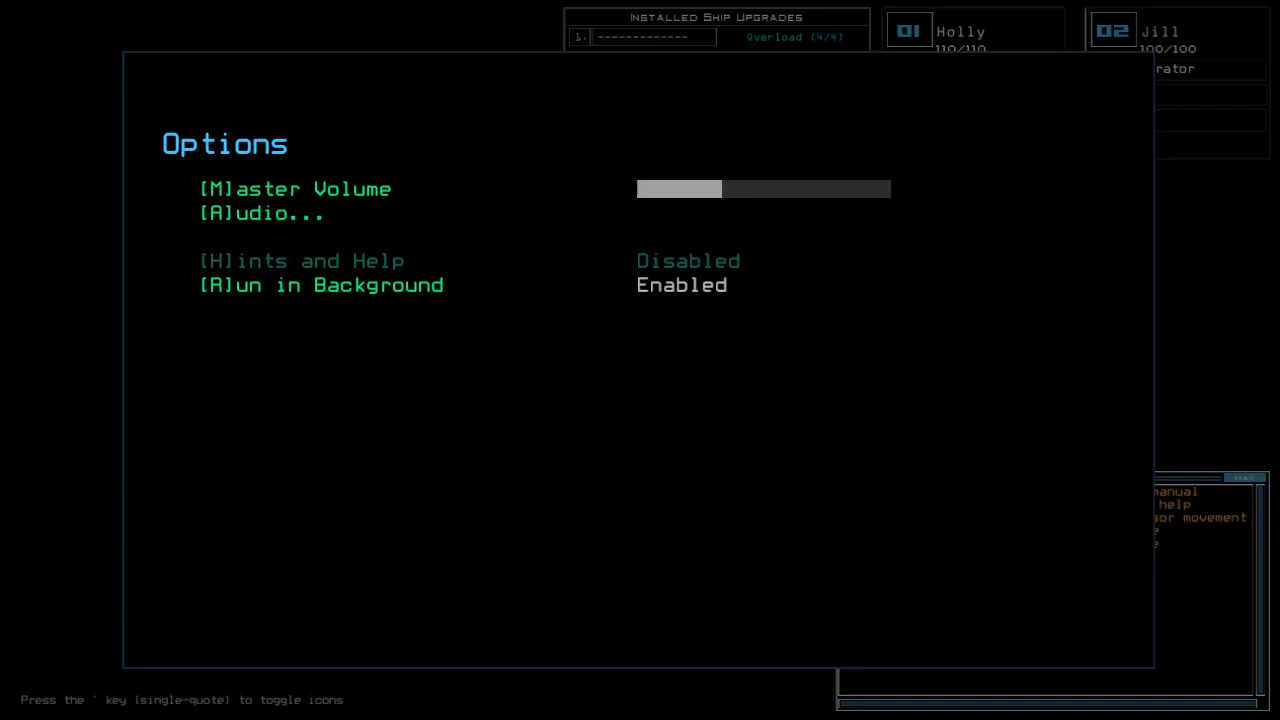 Installed Ship Upgrades
1. -------------- Overload (4/4)
01 Holly
110/110
02 Jill
100/100
rator
Options
[M]aster Volume
[A]udio...
[H]ints and Help Disabled
[A]un in Background Enabled
manual
help
sor movement
e
e
Press the ' key (single-quote) to toggle icons